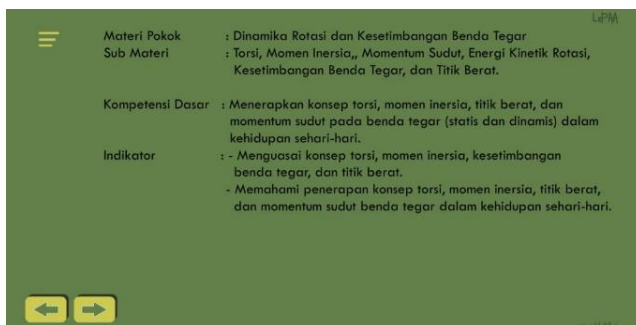 LePMA
Materi Pokok : Dinamika Rotasi dan Kesetimbangan Benda Tegar
Sub Materi : Torsi, Momen Inersia,, Momentum Sudut, Energi Kinetik Rotasi,
Kesetimbangan Benda Tegar, dan Titik Berat.
Kompetensi Dasar : Menerapkan konsep torsi, momen inersia, titik berat, dan
momentum sudut pada benda tegar (statis dan dinamis) dalam
kehidupan sehari-hari.
Indikator : - Menguasai konsep torsi, momen inersia, kesetimbangan
benda tegar, dan titik berat.
- Memahami penerapan konsep torsi, momen inersia, titik berat,
dan momentum sudut benda tegar dalam kehidupan sehari-hari.